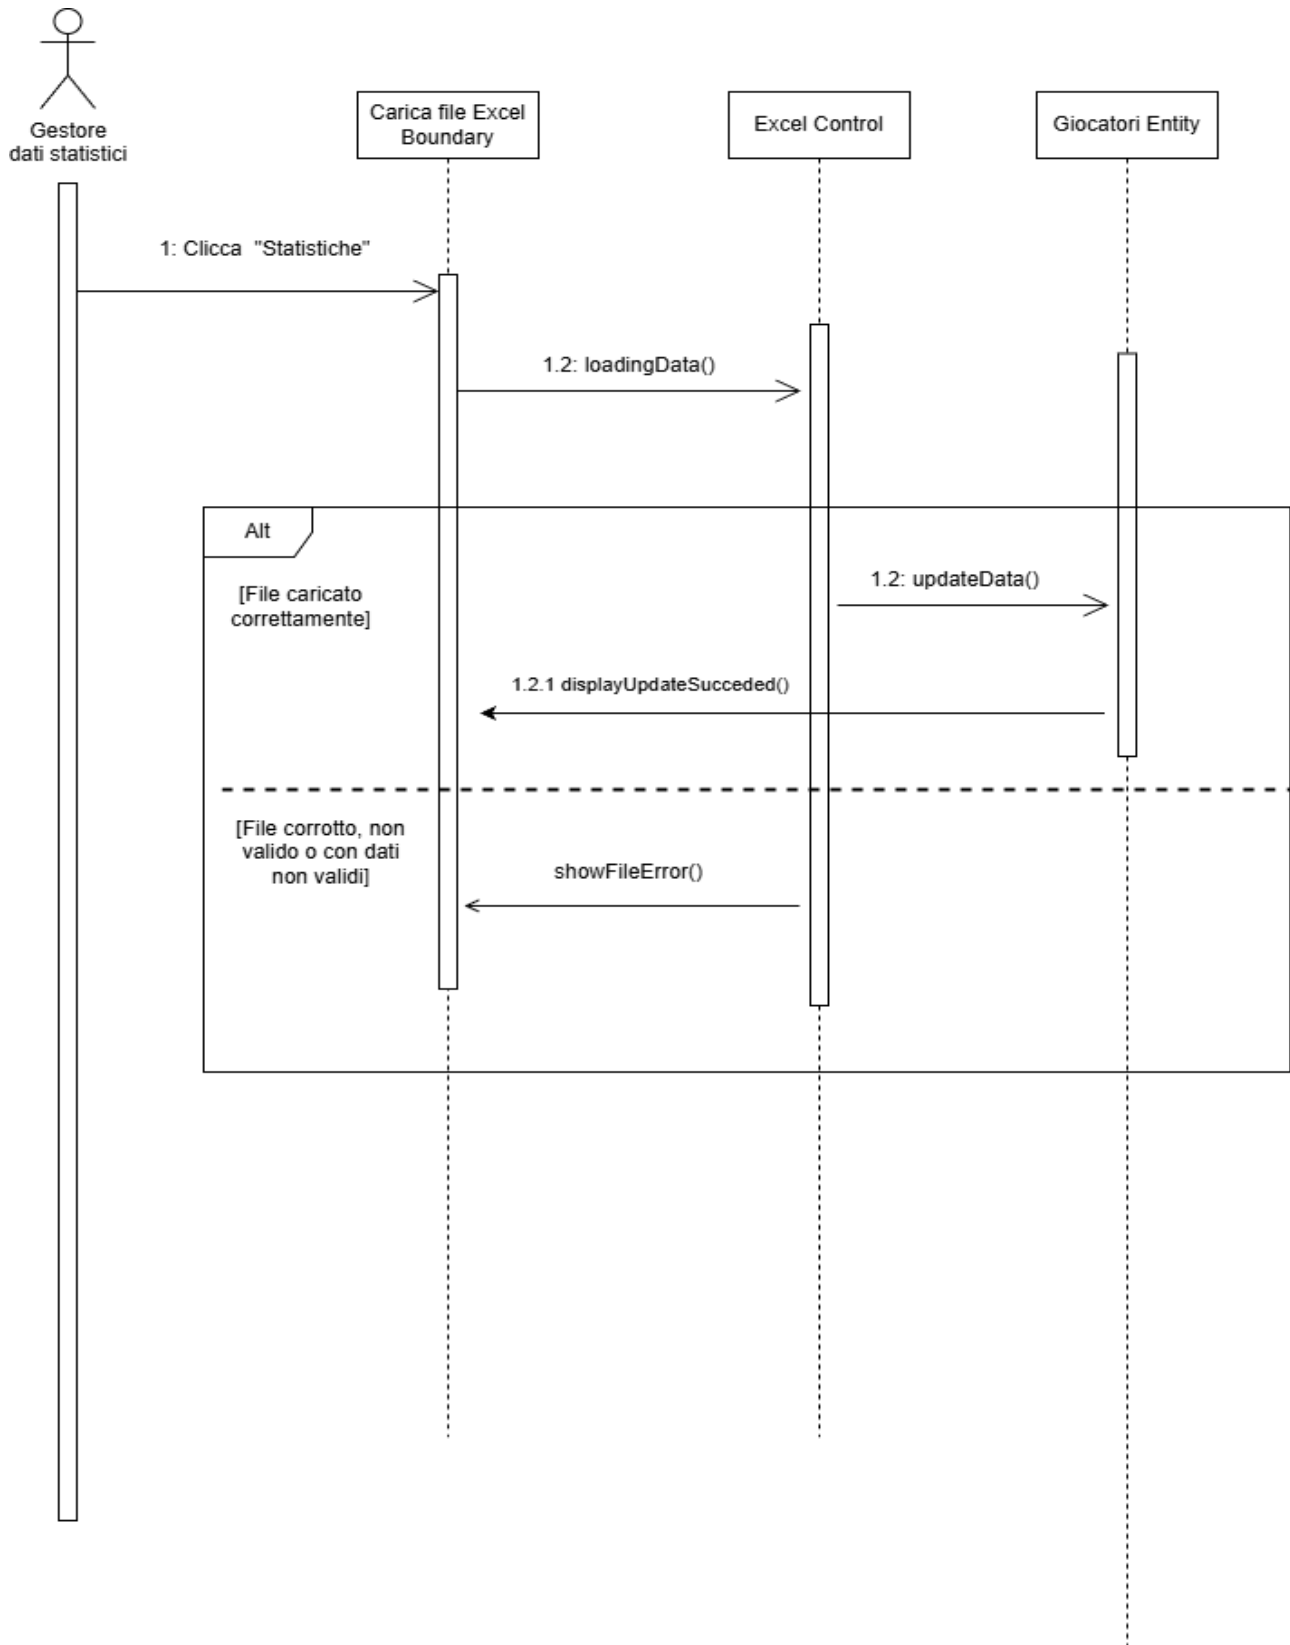 Gestore
dati statistici
Carica file Excel
Boundary
Excel Control
Giocatori Entity
1: Clicca "Statistiche"
1.2: loadingData()
Alt
[File caricato
correttamente]
1.2: updateData()
1.2.1 displayUpdateSucceded()
[File corrotto, non
valido o con dati
non validi]
showFileError()